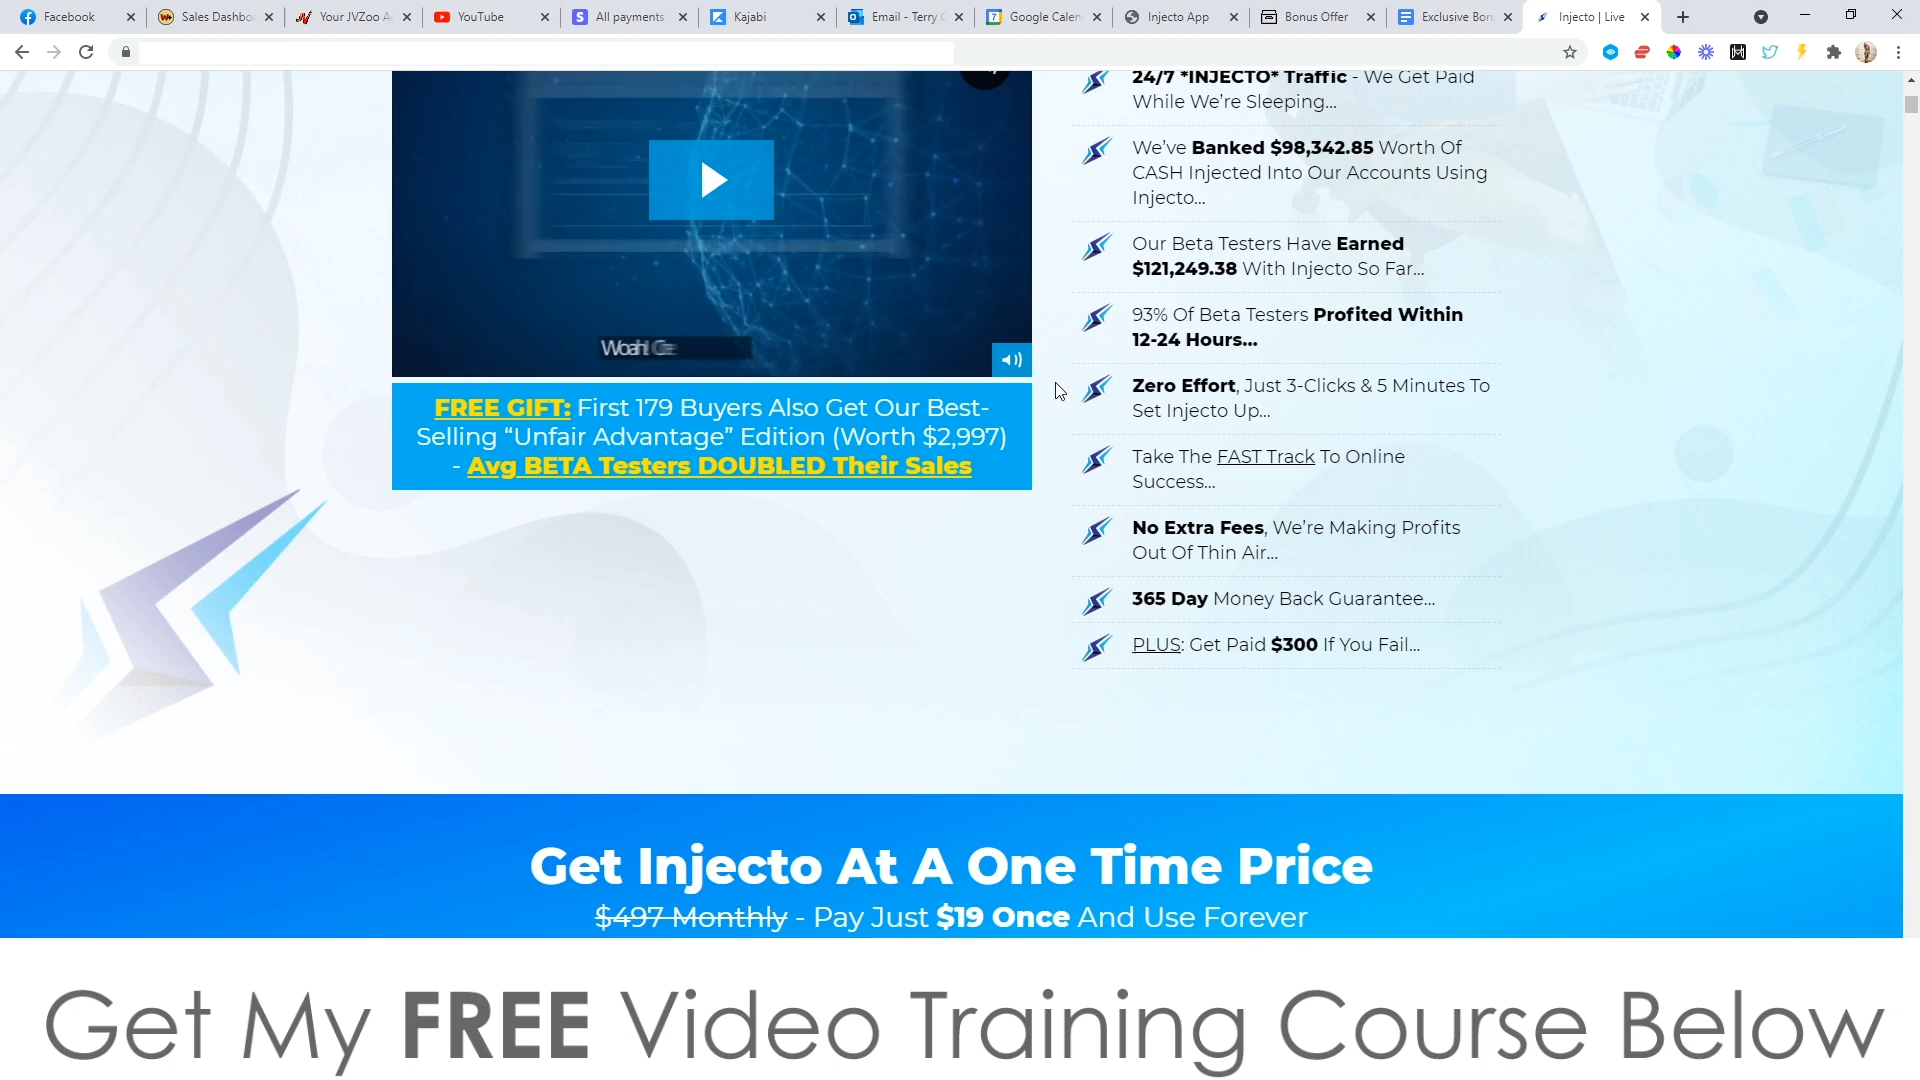 Facebook
Sales Dashbo
Your JVZoo Ac
YouTube
All payments
Kajabi
Email - Terry C
Google Calen
Injecto App
Bonus Offer
Exclusive Bon
Injecto | Live
24/7 *INJECTO* Traffic - We Get Paid
While We're Sleeping...
We've Banked $98,342.85 Worth Of
CASH Injected Into Our Accounts Using
Injecto...
Our Beta Testers Have Earned
$121,249.38 With Injecto So Far...
93% Of Beta Testers Profited Within
12-24 Hours...
Zero Effort, Just 3-Clicks & 5 Minutes To
Set Injecto Up...
Take The FAST Track To Online
Success...
No Extra Fees, We're Making Profits
Out Of Thin Air...
365 Day Money Back Guarantee...
PLUS: Get Paid $300 If You Fail...
Woah!
FREE GIFT: First 179 Buyers Also Get Our Best-
Selling “Unfair Advantage” Edition (Worth $2,997)
- Avg BETA Testers DOUBLED Their Sales
Get Injecto At A One Time Price
$497 Monthly - Pay Just $19 Once And Use Forever
Get My FREE Video Training Course Below